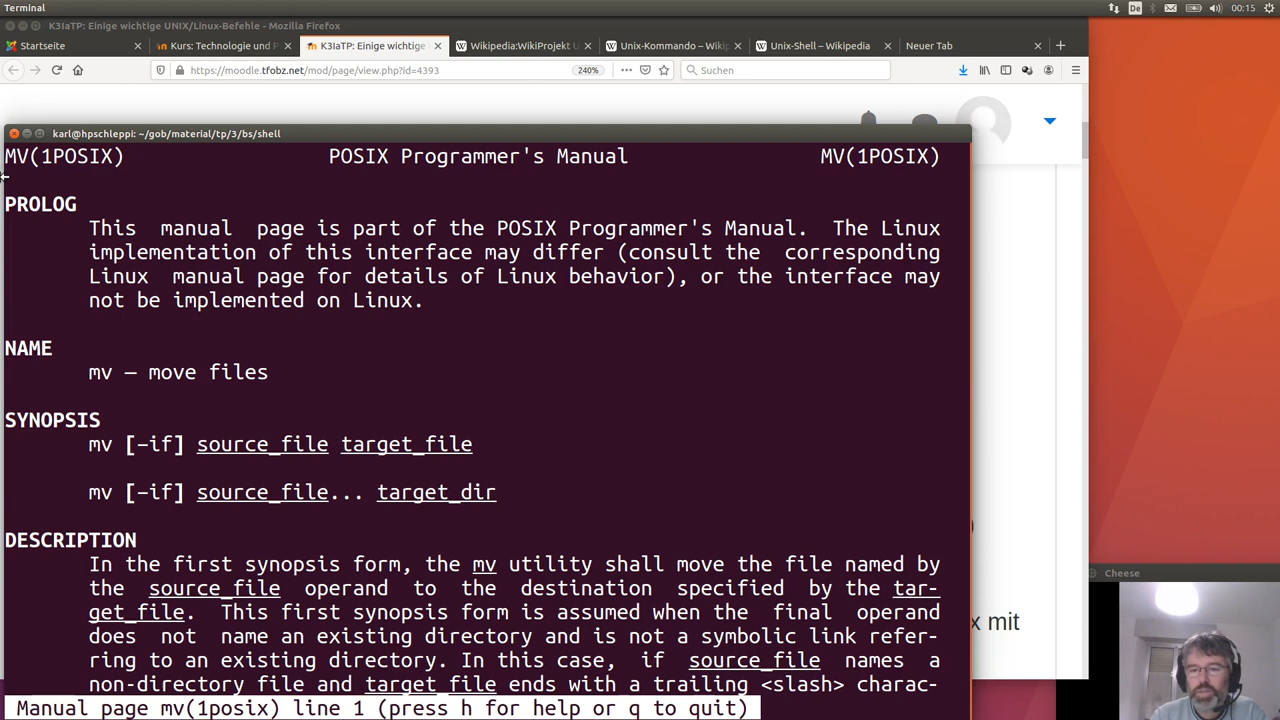 Terminal
De
00:15
K3IaTP: Einige wichtige UNIX/Linux-Befehle - Mozilla Firefox
Startseite
Kurs: Technologie und P
K3IaTP: Einige wichtige
Wikipedia:WikiProjekt U
Unix-Kommando – Wikip
Unix-Shell – Wikipedia
Neuer Tab
https://moodle.tfobz.net/mod/page/view.php?id=4393
240%
Suchen
karl@hpschleppi: ~/gob/material/tp/3/bs/shell
MV(1POSIX) POSIX Programmer's Manual MV(1POSIX)
PROLOG
This manual page is part of the POSIX Programmer's Manual. The Linux
implementation of this interface may differ (consult the corresponding
Linux manual page for details of Linux behavior), or the interface may
not be implemented on Linux.
NAME
mv — move files
SYNOPSIS
mv [-if] source_file target_file
mv [-if] source_file... target_dir
DESCRIPTION
In the first synopsis form, the mv utility shall move the file named by
the source_file operand to the destination specified by the tar-
get_file. This first synopsis form is assumed when the final operand
does not name an existing directory and is not a symbolic link refer-
ring to an existing directory. In this case, if source_file names a
non-directory file and target_file ends with a trailing <slash> charac-
Manual page mv(1posix) line 1 (press h for help or q to quit)
)
x mit
Cheese